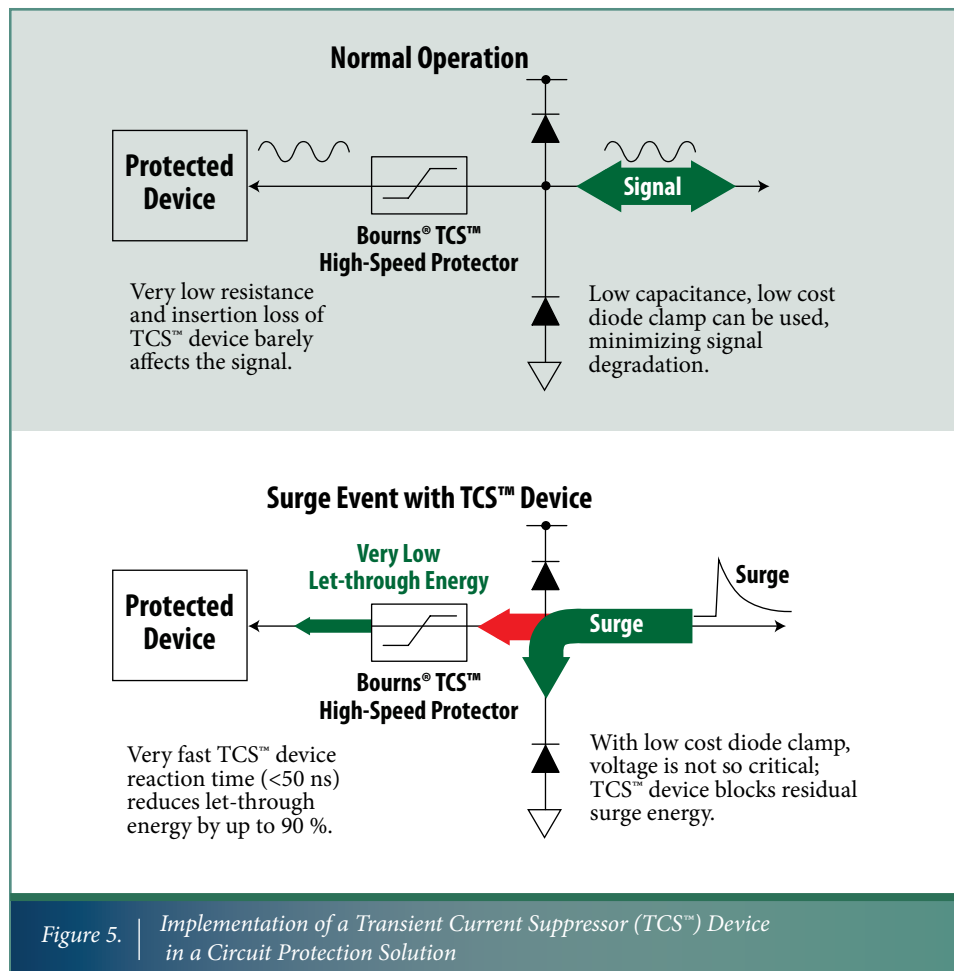 Normal Operation
Protected
Device
Signal
Bourns® TCS™
High-Speed Protector
Very low resistance
and insertion loss of
TCS™ device barely
affects the signal.
Low capacitance, low cost
diode clamp can be used,
minimizing signal
degradation.
Surge Event with TCS™ Device
Very Low
Let-through Energy
Surge
Protected
Device
Surge
Bourns® TCS™
High-Speed Protector
Very fast TCS™ device
reaction time (<50 ns)
reduces let-through
energy by up to 90 %.
With low cost diode clamp,
voltage is not so critical;
TCS™ device blocks residual
surge energy.
Figure 5. Implementation of a Transient Current Suppressor (TCS™) Device
in a Circuit Protection Solution